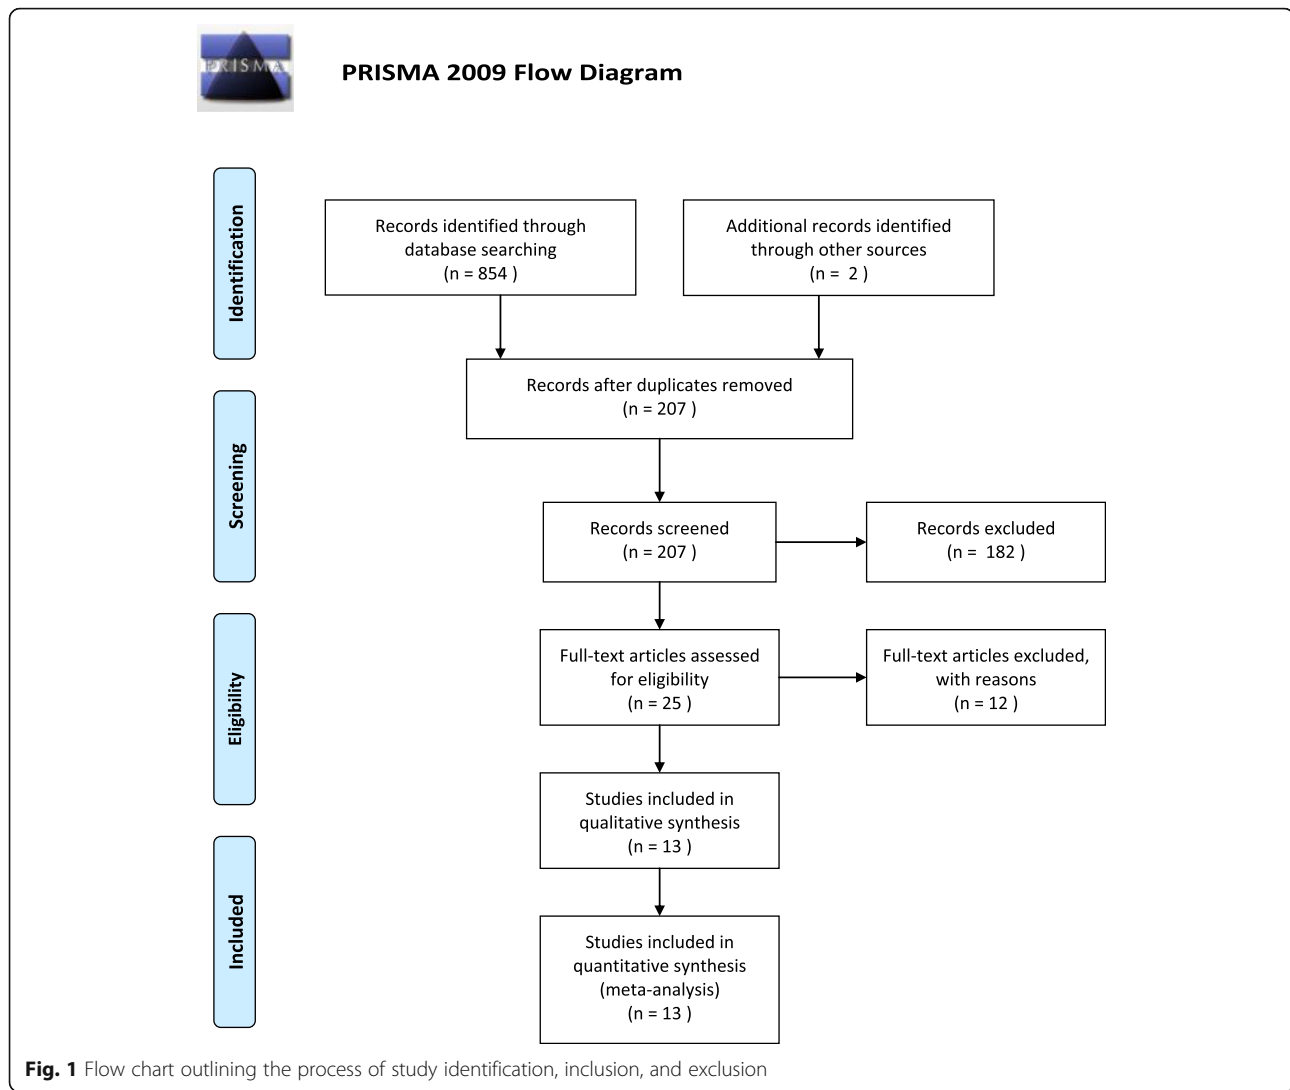 PRISMA
PRISMA 2009 Flow Diagram
Identification
Records identified through
database searching
(n = 854 )
Additional records identified
through other sources
(n =  2 )
Records after duplicates removed
(n = 207 )
Screening
Records screened
(n = 207 )
Records excluded
(n =  182 )
Eligibility
Full-text articles assessed
for eligibility
(n = 25 )
Full-text articles excluded,
with reasons
(n = 12 )
Studies included in
qualitative synthesis
(n = 13 )
Included
Studies included in
quantitative synthesis
(meta-analysis)
(n = 13 )
Fig. 1 Flow chart outlining the process of study identification, inclusion, and exclusion